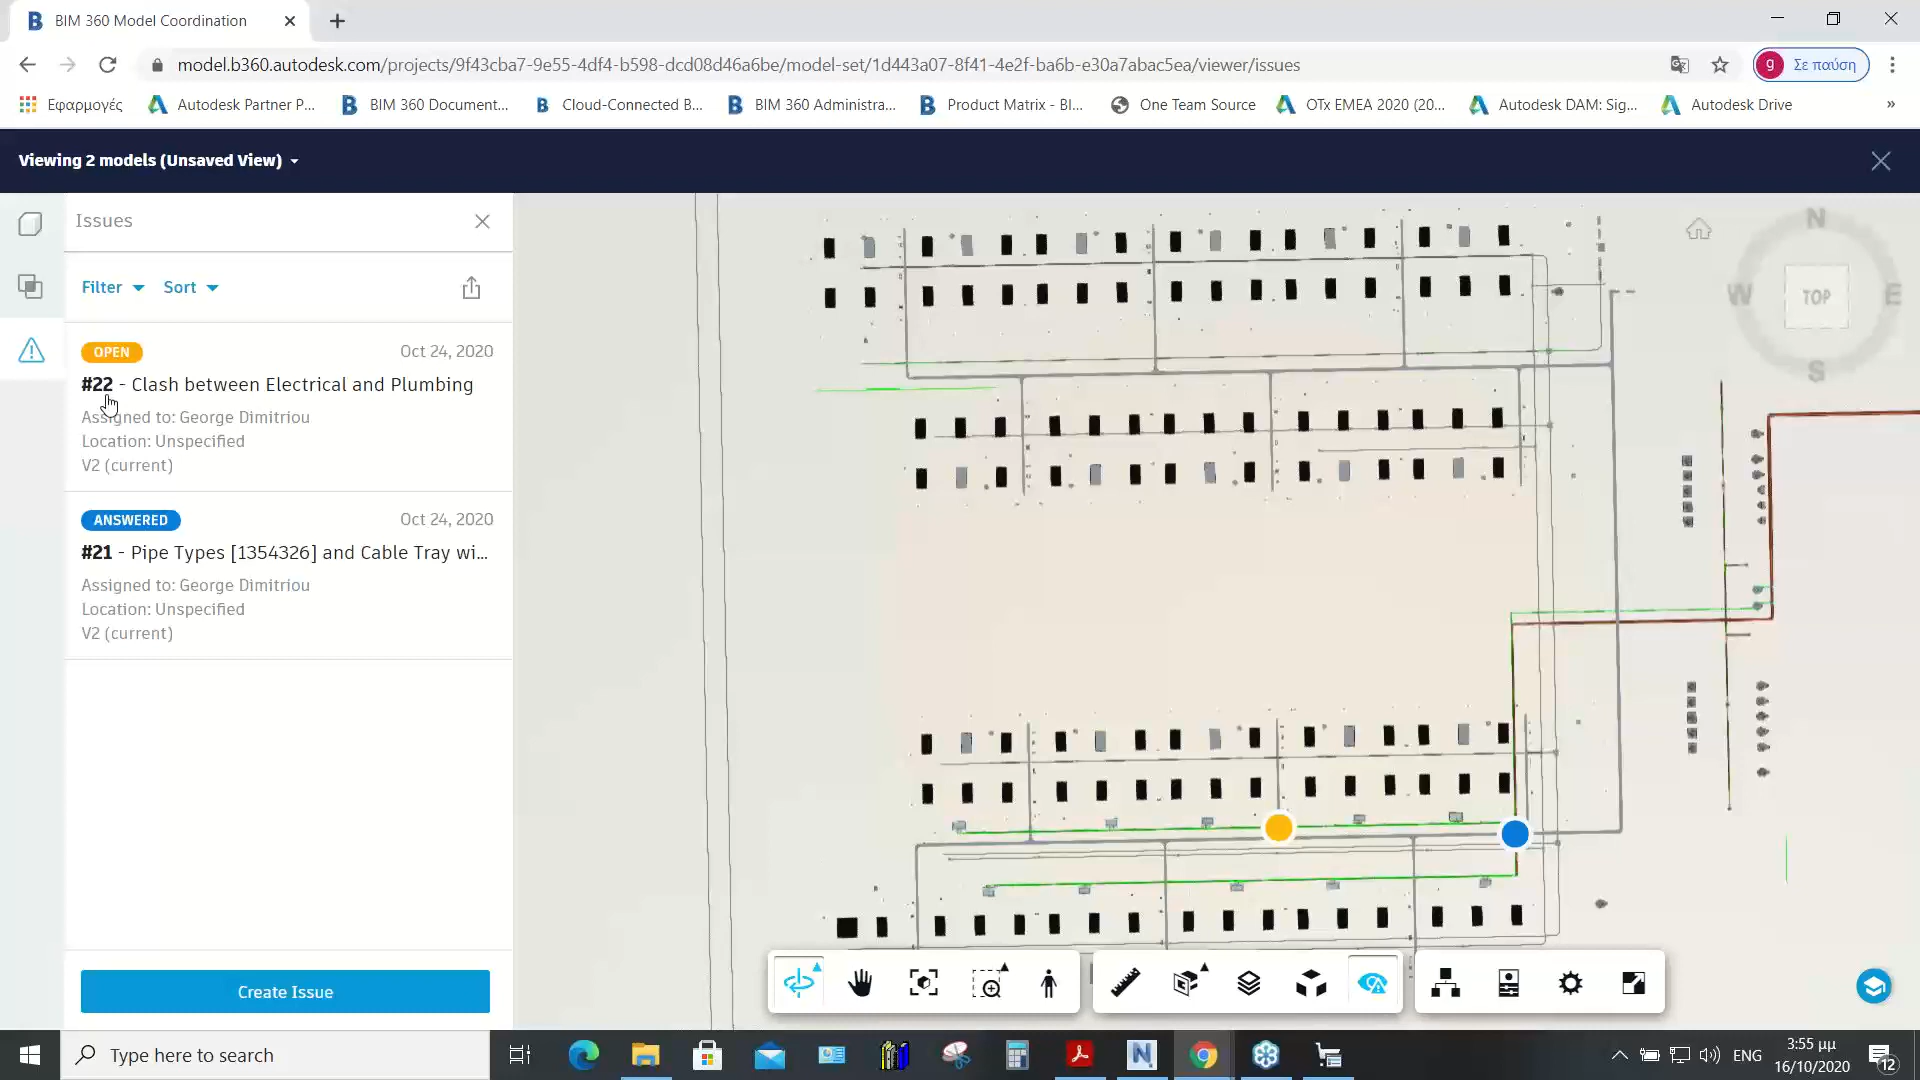 BIM 360 Model Coordination
model.b360.autodesk.com/projects/9f43cba7-9e55-4df4-b598-dcd08d46a6be/model-set/1d443a07-8f41-4e2f-ba6b-e30a7abac5ea/viewer/issues
g Σε παύση
Εφαρμογές Autodesk Partner P... BIM 360 Document... Cloud-Connected B... BIM 360 Administra... Product Matrix - BI... One Team Source OTx EMEA 2020 (20... Autodesk DAM: Sig... Autodesk Drive »
Viewing 2 models (Unsaved View)
Issues
Filter Sort
OPEN Oct 24, 2020
#22 - Clash between Electrical and Plumbing
Assigned to: George Dimitriou
Location: Unspecified
V2 (current)
ANSWERED Oct 24, 2020
#21 - Pipe Types [1354326] and Cable Tray wi...
Assigned to: George Dimitriou
Location: Unspecified
V2 (current)
Create Issue
N
W TOP E
S
Type here to search
ENG
3:55 μμ
16/10/2020
12